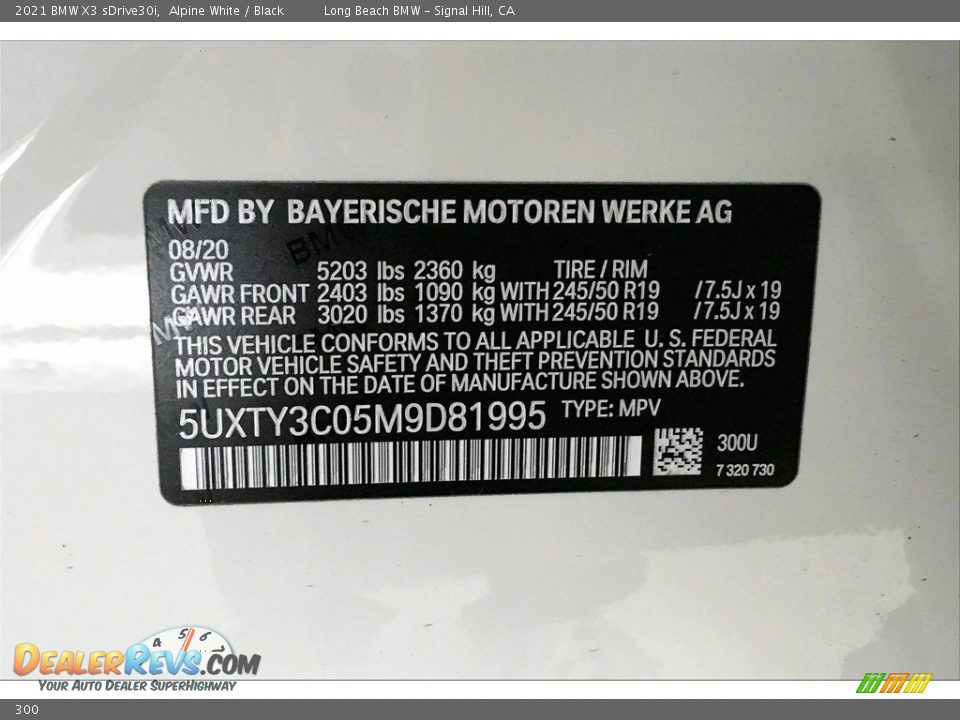 2021 BMW X3 sDrive30i, Alpine White / Black Long Beach BMW - Signal Hill, CA
MFD BY BAYERISCHE MOTOREN WERKE AG
08/20
GVWR 5203 lbs 2360 kg TIRE / RIM
GAWR FRONT 2403 lbs 1090 kg WITH 245/50 R19 / 7.5J x 19
GAWR REAR 3020 lbs 1370 kg WITH 245/50 R19 / 7.5J x 19
THIS VEHICLE CONFORMS TO ALL APPLICABLE U. S. FEDERAL
MOTOR VEHICLE SAFETY AND THEFT PREVENTION STANDARDS
IN EFFECT ON THE DATE OF MANUFACTURE SHOWN ABOVE.
5UXTY3C05M9D81995 TYPE: MPV
300U
7 320 730
4 5 6
DEALERREVS.COM
YOUR AUTO DEALER SUPERHIGHWAY
300